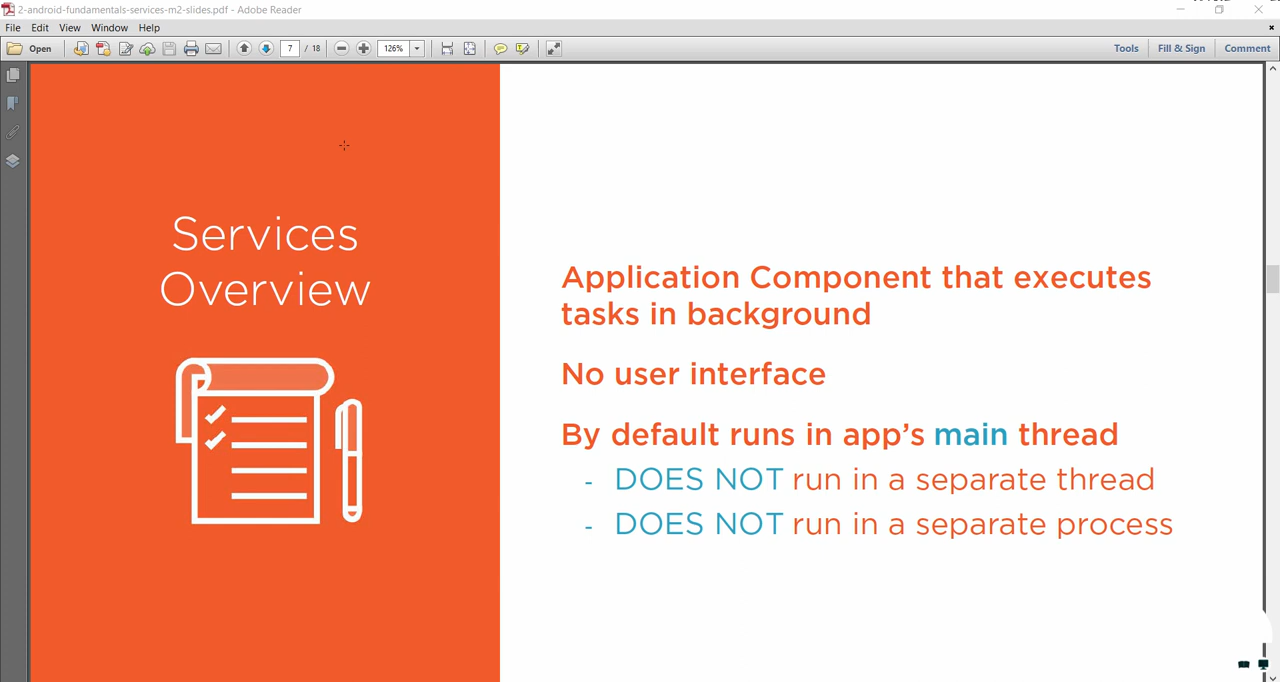 2-android-fundamentals-services-m2-slides.pdf - Adobe Reader
File Edit View Window Help
Open 7 / 18 126% Tools Fill & Sign Comment
Services
Overview
Application Component that executes
tasks in background
No user interface
By default runs in app’s main thread
- DOES NOT run in a separate thread
- DOES NOT run in a separate process